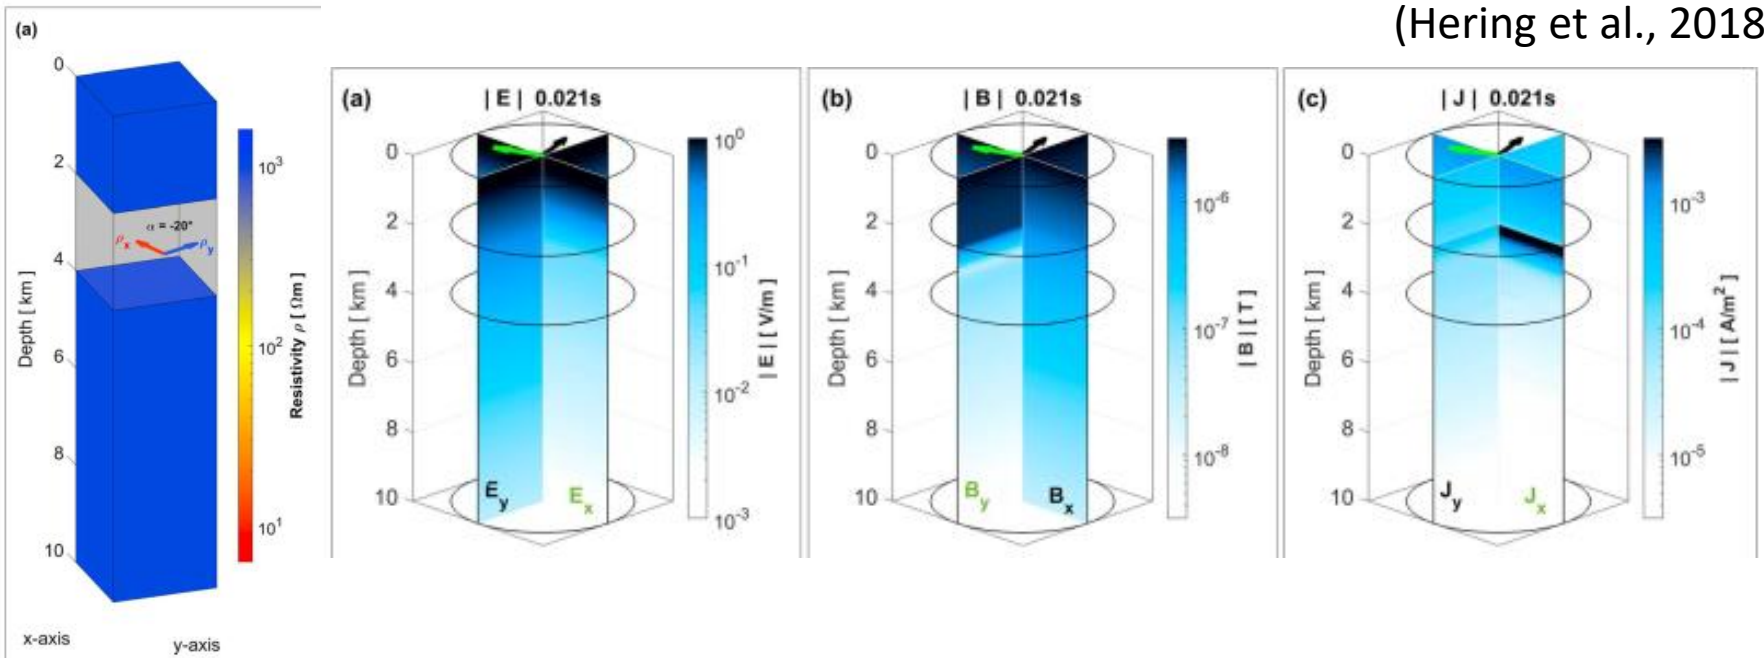 (Hering et al., 2018
(a)
0
2
4
6
8
10
Depth [ km ]
α = -20°
ρx
ρy
x-axis
y-axis
10³
10²
10¹
Resistivity ρ [ Ωm ]
(a)
| E | 0.021s
0
2
4
6
8
10
Depth [ km ]
Ey
Ex
10⁰
10⁻¹
10⁻²
10⁻³
| E | [ V/m ]
(b)
| B | 0.021s
0
2
4
6
8
10
Depth [ km ]
By
Bx
10⁻⁶
10⁻⁷
10⁻⁸
| B | [ T ]
(c)
| J | 0.021s
0
2
4
6
8
10
Depth [ km ]
Jy
Jx
10⁻³
10⁻⁴
10⁻⁵
| J | [ A/m² ]